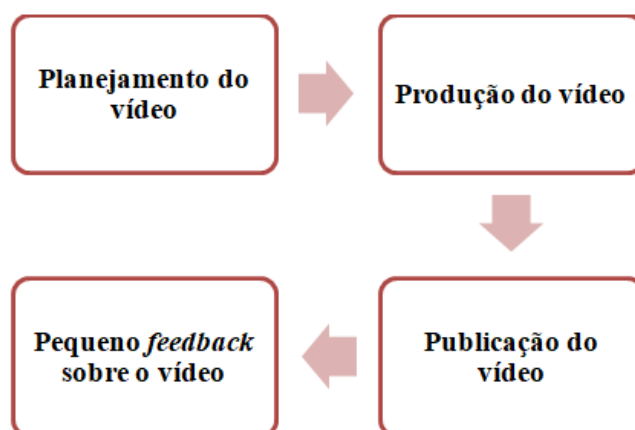 Planejamento do
vídeo
Produção do vídeo
Publicação do
vídeo
Pequeno feedback
sobre o vídeo